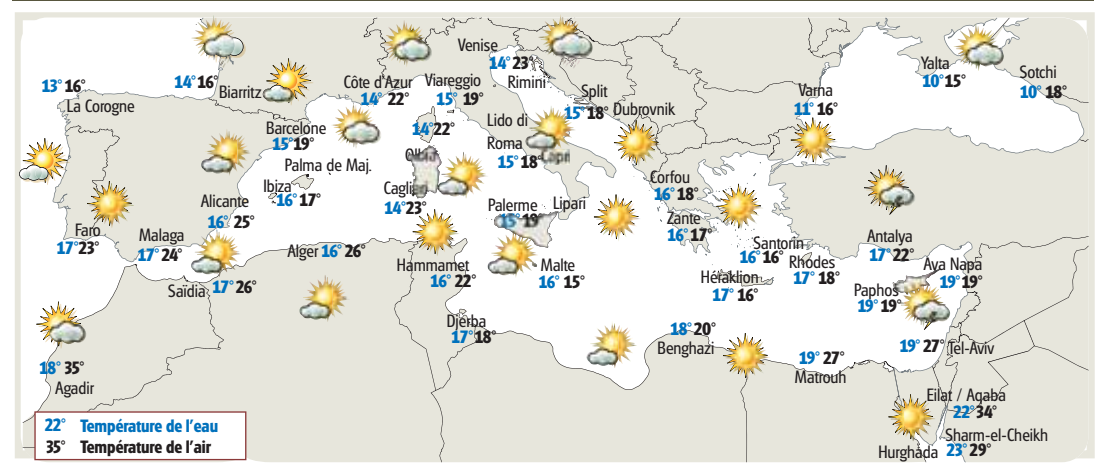 Venise
14° 23°
Rimini
Yalta
10° 15°
Sotchi
10° 18°
13° 16°
La Corogne
14° 16°
Biarritz
Côte d'Azur
14° 22°
Viareggio
15° 19°
Split
15° 18°
Dubrovnik
Varna
11° 16°
Barcelone
15° 19°
14° 22°
Olbia
Lido di
Roma
15° 18°
Capri
Palma de Maj.
Ibiza
16° 17°
Cagliari
14° 23°
Corfou
16° 18°
Alicante
16° 25°
Palerme
15° 19°
Lipari
Zante
16° 17°
Faro
17° 23°
Malaga
17° 24°
Alger 16° 26°
Santorin
16° 16°
Antalya
17° 22°
Hammamet
16° 22°
Malte
16° 15°
Héraklion
17° 16°
Rhodes
17° 18°
Aya Napa
19° 19°
Saïdia
17° 26°
Paphos
19° 19°
Djerba
17° 18°
18° 20°
Benghazi
19° 27°
Tel-Aviv
18° 35°
Agadir
19° 27°
Matrouh
Eilat / Aqaba
22° 34°
Sharm-el-Cheikh
23° 29°
Hurghada
22° Température de l'eau
35° Température de l'air